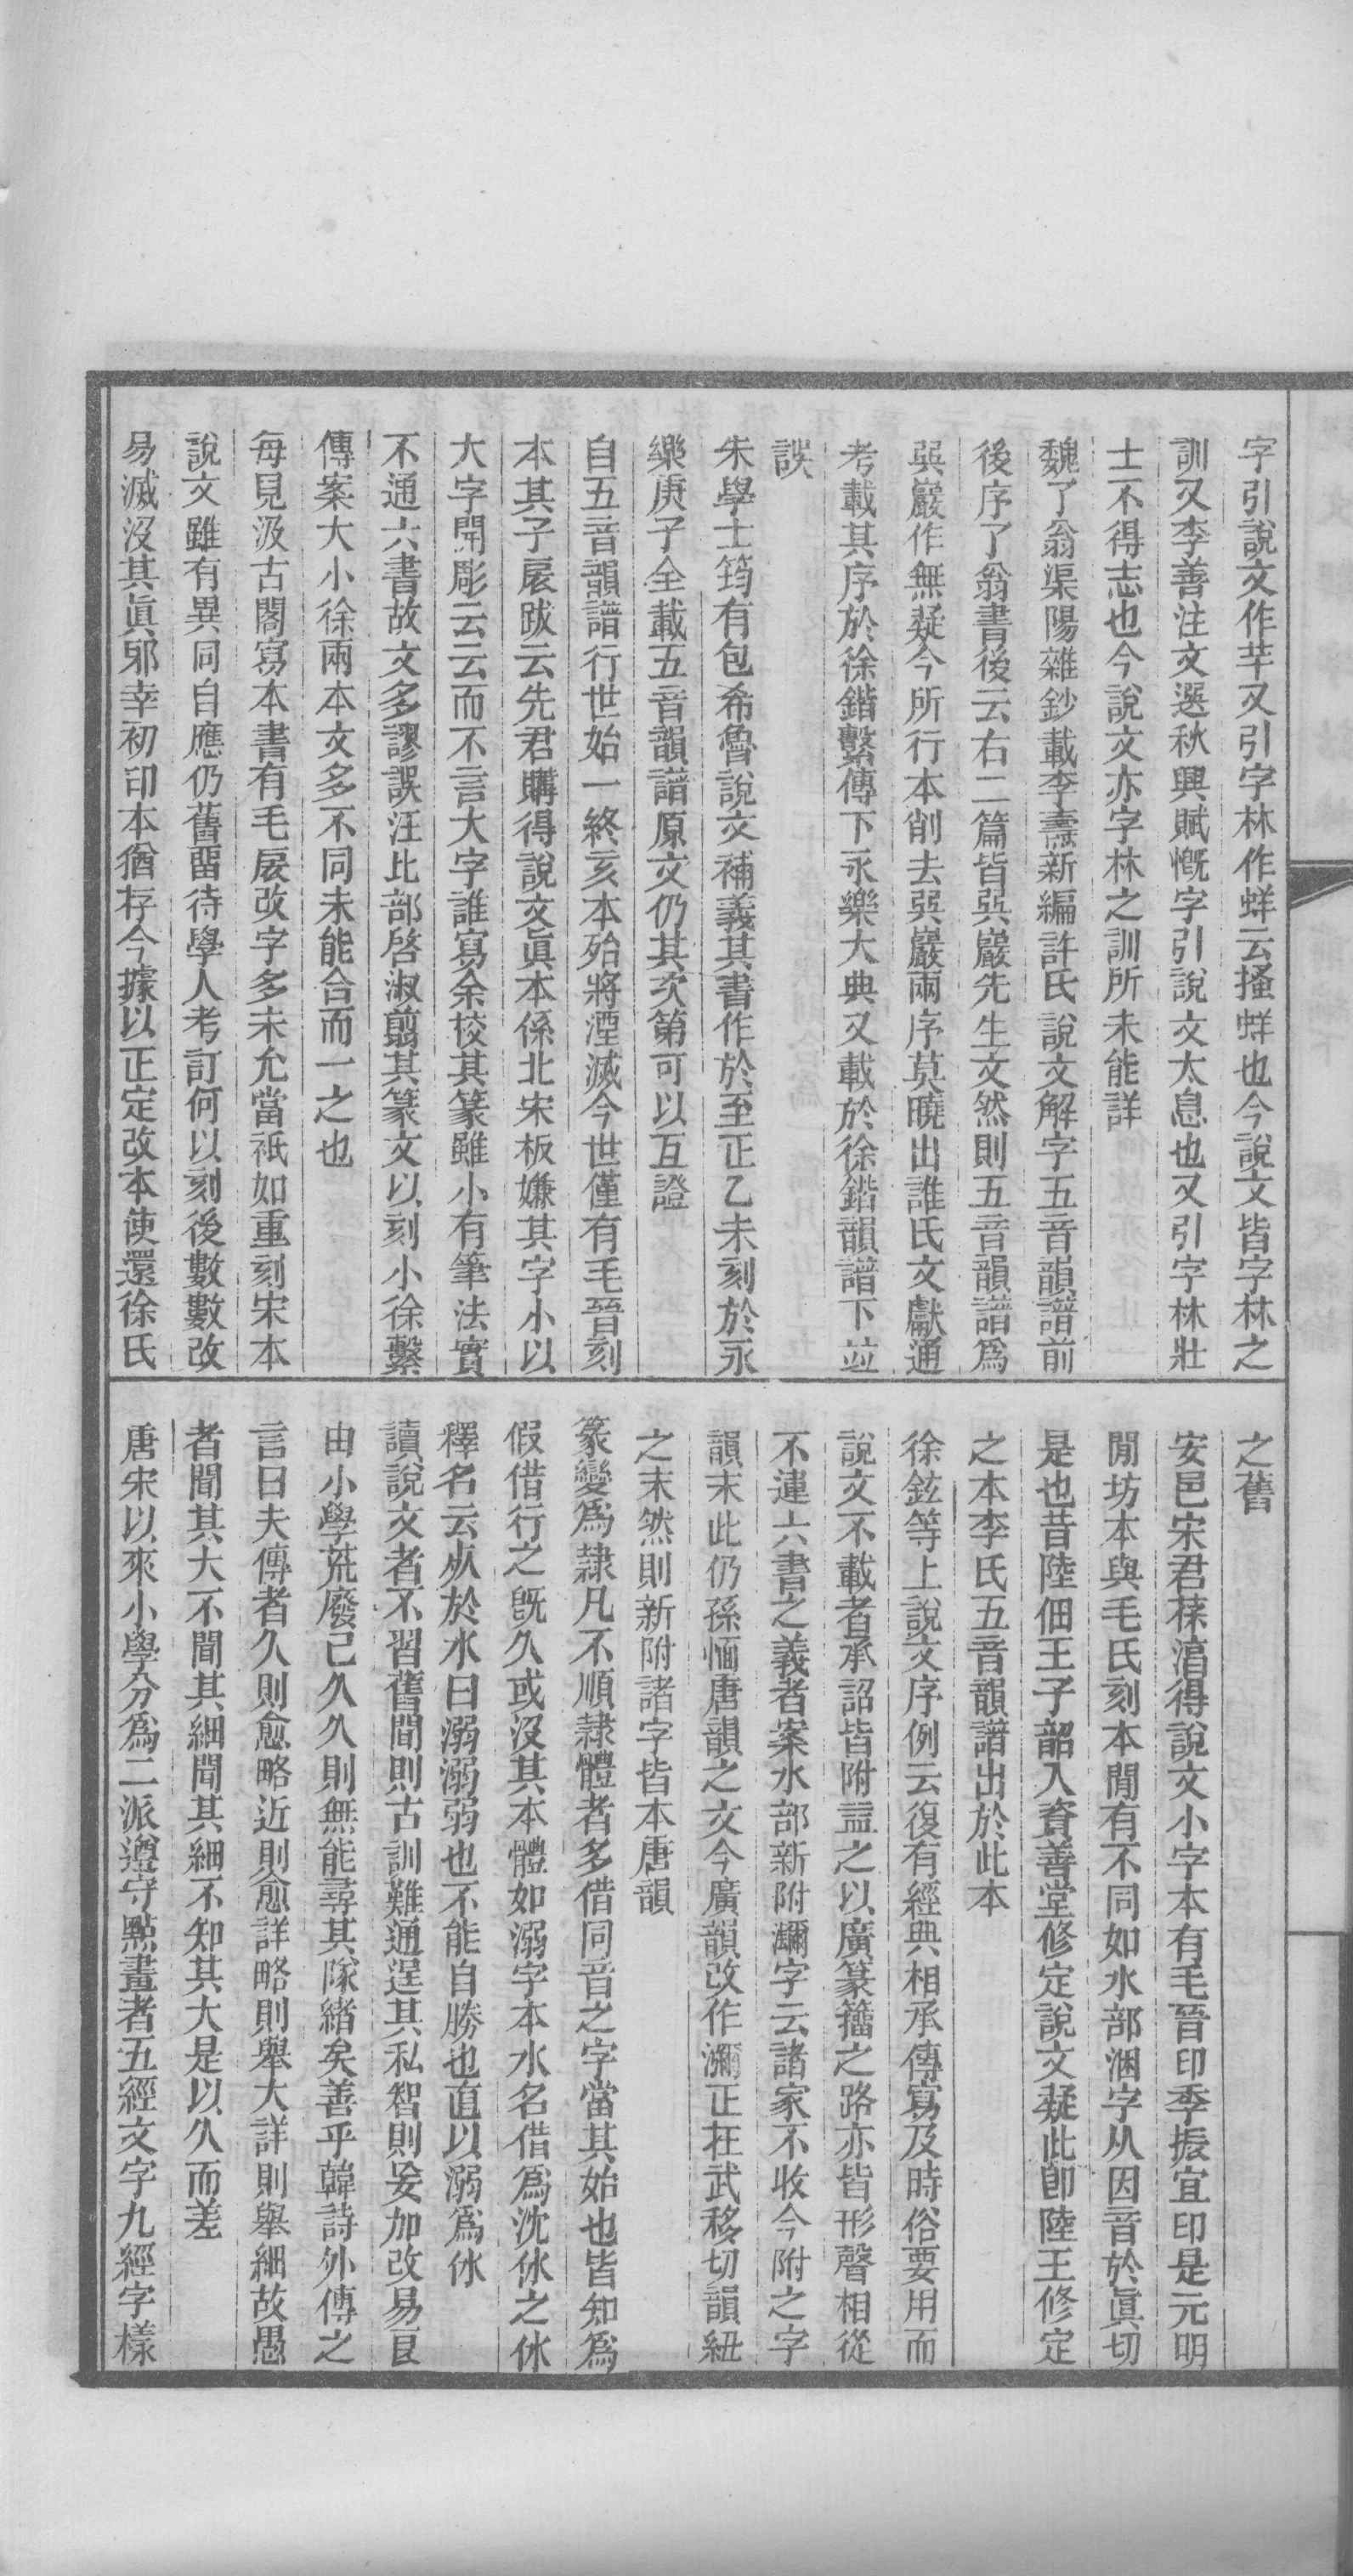 字引說文作芉又引字林作蛘云搔蛘也今說文皆字林之
訓又李善注文選秋興賦慨字引說文太息也又引字林壯
士不得志也今說文亦字林之訓所未能詳
魏了翁渠陽雜鈔載李燾新編許氏說文解字五音韻譜前
後序了翁書後云右二篇皆巽巖先生文然則五音韻譜爲
巽巖作無疑今所行本削去巽巖兩序莫曉出誰氏文獻通
考載其序於徐鍇繫傳下永樂大典又載於徐鍇韻譜下並
誤
朱學士筠有包希魯說文補義其書作於至正乙未刻於永
樂庚子全載五音韻譜原文仍其次第可以互證
自五音韻譜行世始一終亥本殆將湮滅今世僅有毛晉刻
本其子扆跋云先君購得說文眞本係北宋板嫌其字小以
大字開彫云云而不言大字誰寫余校其篆雖小有筆法實
不通六書故文多謬誤汪比部啓淑翦其篆文以刻小徐繫
傳案大小徐兩本文多不同未能合而一之也
每見汲古閣寫本書有毛扆改字多未允當祇如重刻宋本
說文雖有異同自應仍舊畱待學人考訂何以刻後數數改
易滅沒其眞邪幸初印本猶存今據以正定改本使還徐氏
之舊
安邑宋君葆湻得說文小字本有毛晉印季振宜印是元明
閒坊本與毛氏刻本閒有不同如水部洇字从因音於眞切
是也昔陸佃王子韶入資善堂修定說文疑此卽陸王修定
之本李氏五音韻譜出於此本
徐鉉等上說文序例云復有經典相承傳寫及時俗要用而
說文不載者承詔皆附益之以廣篆籀之路亦皆形聲相從
不連六書之義者案水部新附瀰字云諸家不收今附之字
韻末此仍孫愐唐韻之文今廣韻改作瀰正在武移切韻紐
之末然則新附諸字皆本唐韻
篆變爲隷凡不順隷體者多借同音之字當其始也皆知爲
假借行之旣久或沒其本體如溺字本水名借爲沈㲻之㲻
釋名云㱃於水曰溺溺弱也不能自勝也直以溺爲㲻
讀說文者不習舊聞則古訓難通逞其私智則妄加改易㫗
由小學荒廢已久久則無能尋其隊緒矣善乎韓詩外傳之
言曰夫傳者久則愈略近則愈詳略則舉大詳則舉細故愚
者聞其大不聞其細聞其細不知其大是以久而差
唐宋以來小學分爲二派遵守點畫者五經文字九經字樣